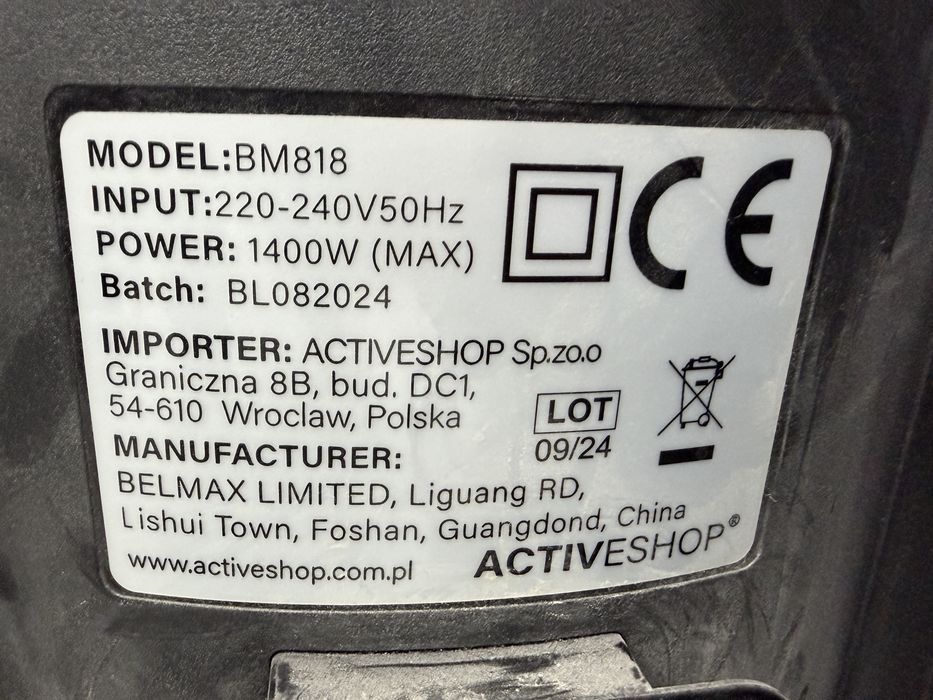 MODEL:BM818
INPUT:220-240V50Hz
POWER: 1400W (MAX)
Batch: BL082024
CE
IMPORTER: ACTIVESHOP Sp.zo.o
Graniczna 8B, bud. DC1,
54-610 Wroclaw, Polska
LOT
09/24
MANUFACTURER:
BELMAX LIMITED, Liguang RD,
Lishui Town, Foshan, Guangdond, China
www.activeshop.com.pl
ACTIVESHOP®